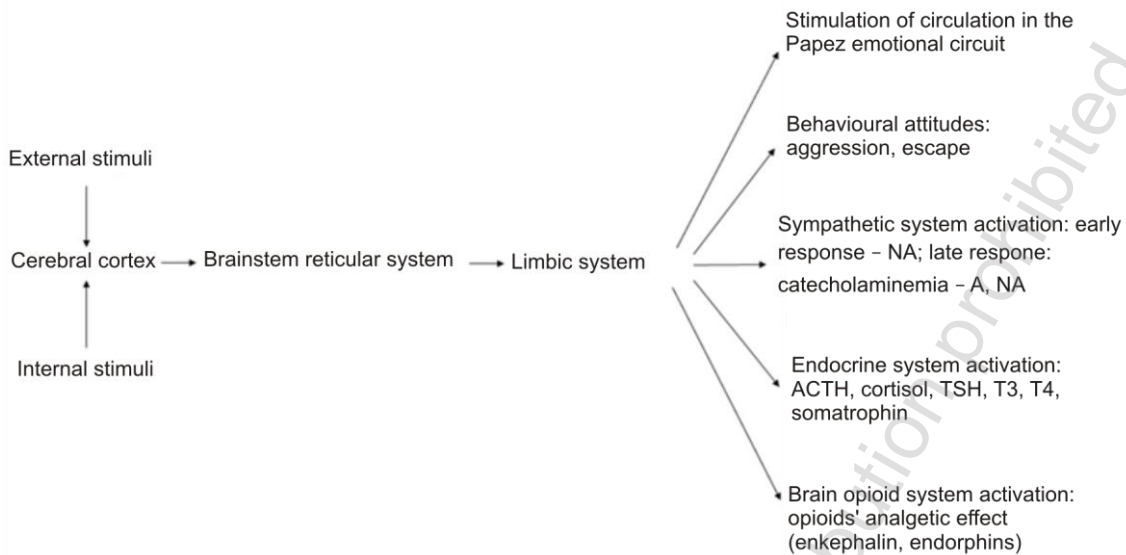 Stimulation of circulation in the
Papez emotional circuit
Behavioural attitudes:
aggression, escape
External stimuli
Sympathetic system activation: early
response – NA; late respone:
catecholaminemia – A, NA
Cerebral cortex
Brainstem reticular system
Limbic system
Internal stimuli
Endocrine system activation:
ACTH, cortisol, TSH, T3, T4,
somatrophin
Brain opioid system activation:
opioids' analgetic effect
(enkephalin, endorphins)
bution prohibited